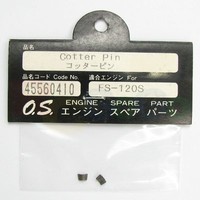 品名
Cotter Pin
コッターピン
品名コード Code No. 適合エンジン For
45560410 FS-120S
O.S. ENGINE SPARE PART
エンジン スペア パーツ